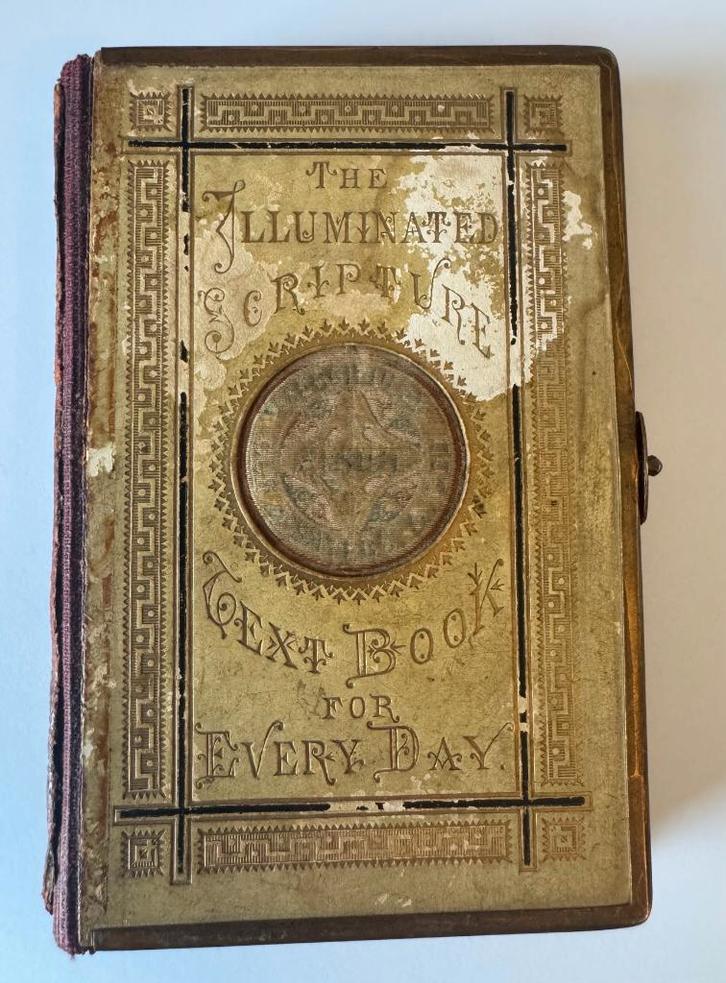 THE
ILLUMINATED
SCRIPTURE
TEXT BOOK
FOR
EVERY DAY.